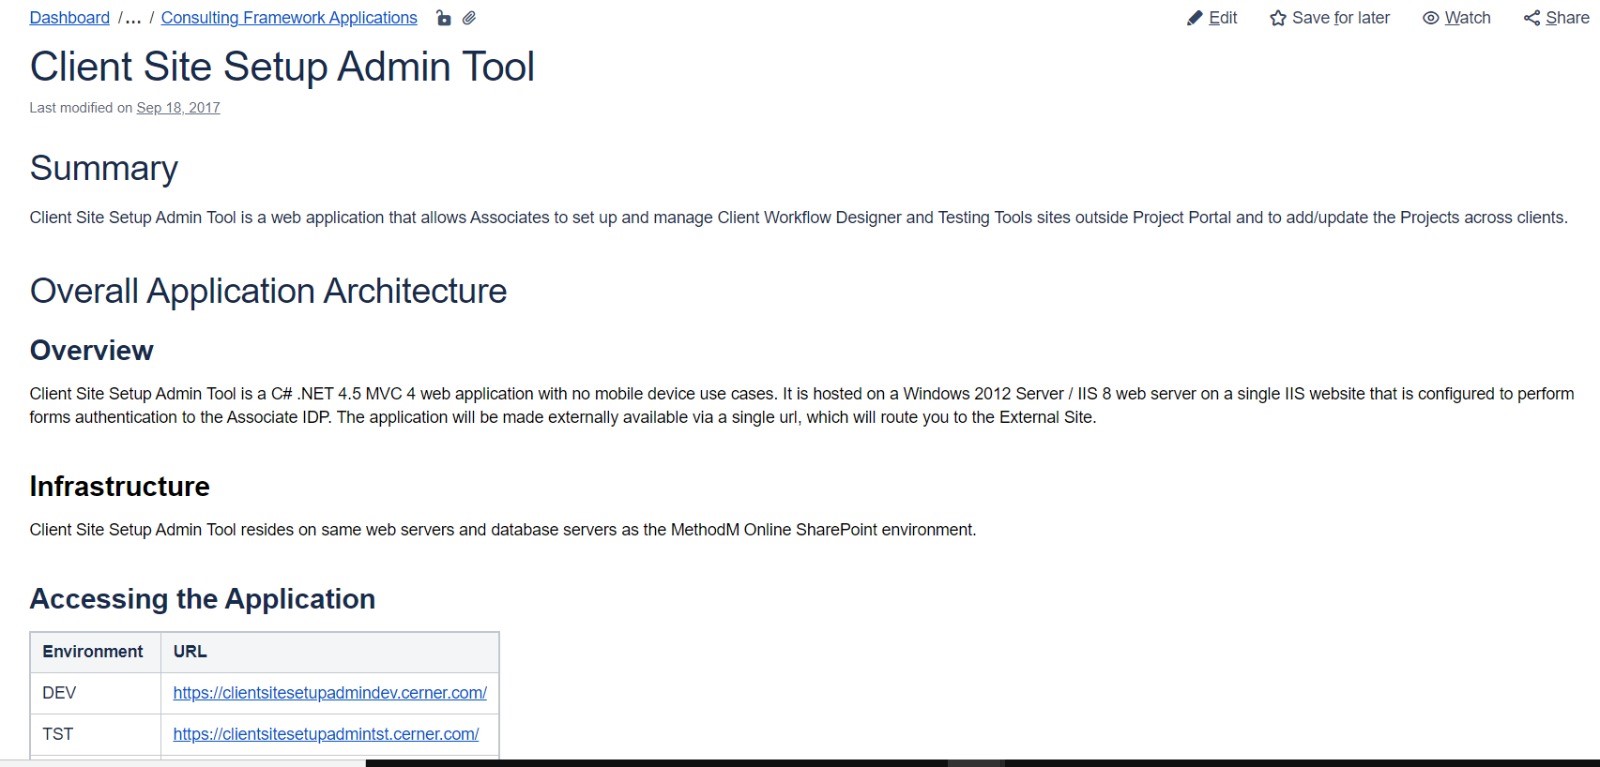 Dashboard /... / Consulting Framework Applications Edit Save for later Watch Share
Client Site Setup Admin Tool
Last modified on Sep 18, 2017
Summary
Client Site Setup Admin Tool is a web application that allows Associates to set up and manage Client Workflow Designer and Testing Tools sites outside Project Portal and to add/update the Projects across clients.
Overall Application Architecture
Overview
Client Site Setup Admin Tool is a C# .NET 4.5 MVC 4 web application with no mobile device use cases. It is hosted on a Windows 2012 Server / IIS 8 web server on a single IIS website that is configured to perform
forms authentication to the Associate IDP. The application will be made externally available via a single url, which will route you to the External Site.
Infrastructure
Client Site Setup Admin Tool resides on same web servers and database servers as the MethodM Online SharePoint environment.
Accessing the Application
Environment URL
DEV https://clientsitesetupadmindev.cerner.com/
TST https://clientsitesetupadmintst.cerner.com/